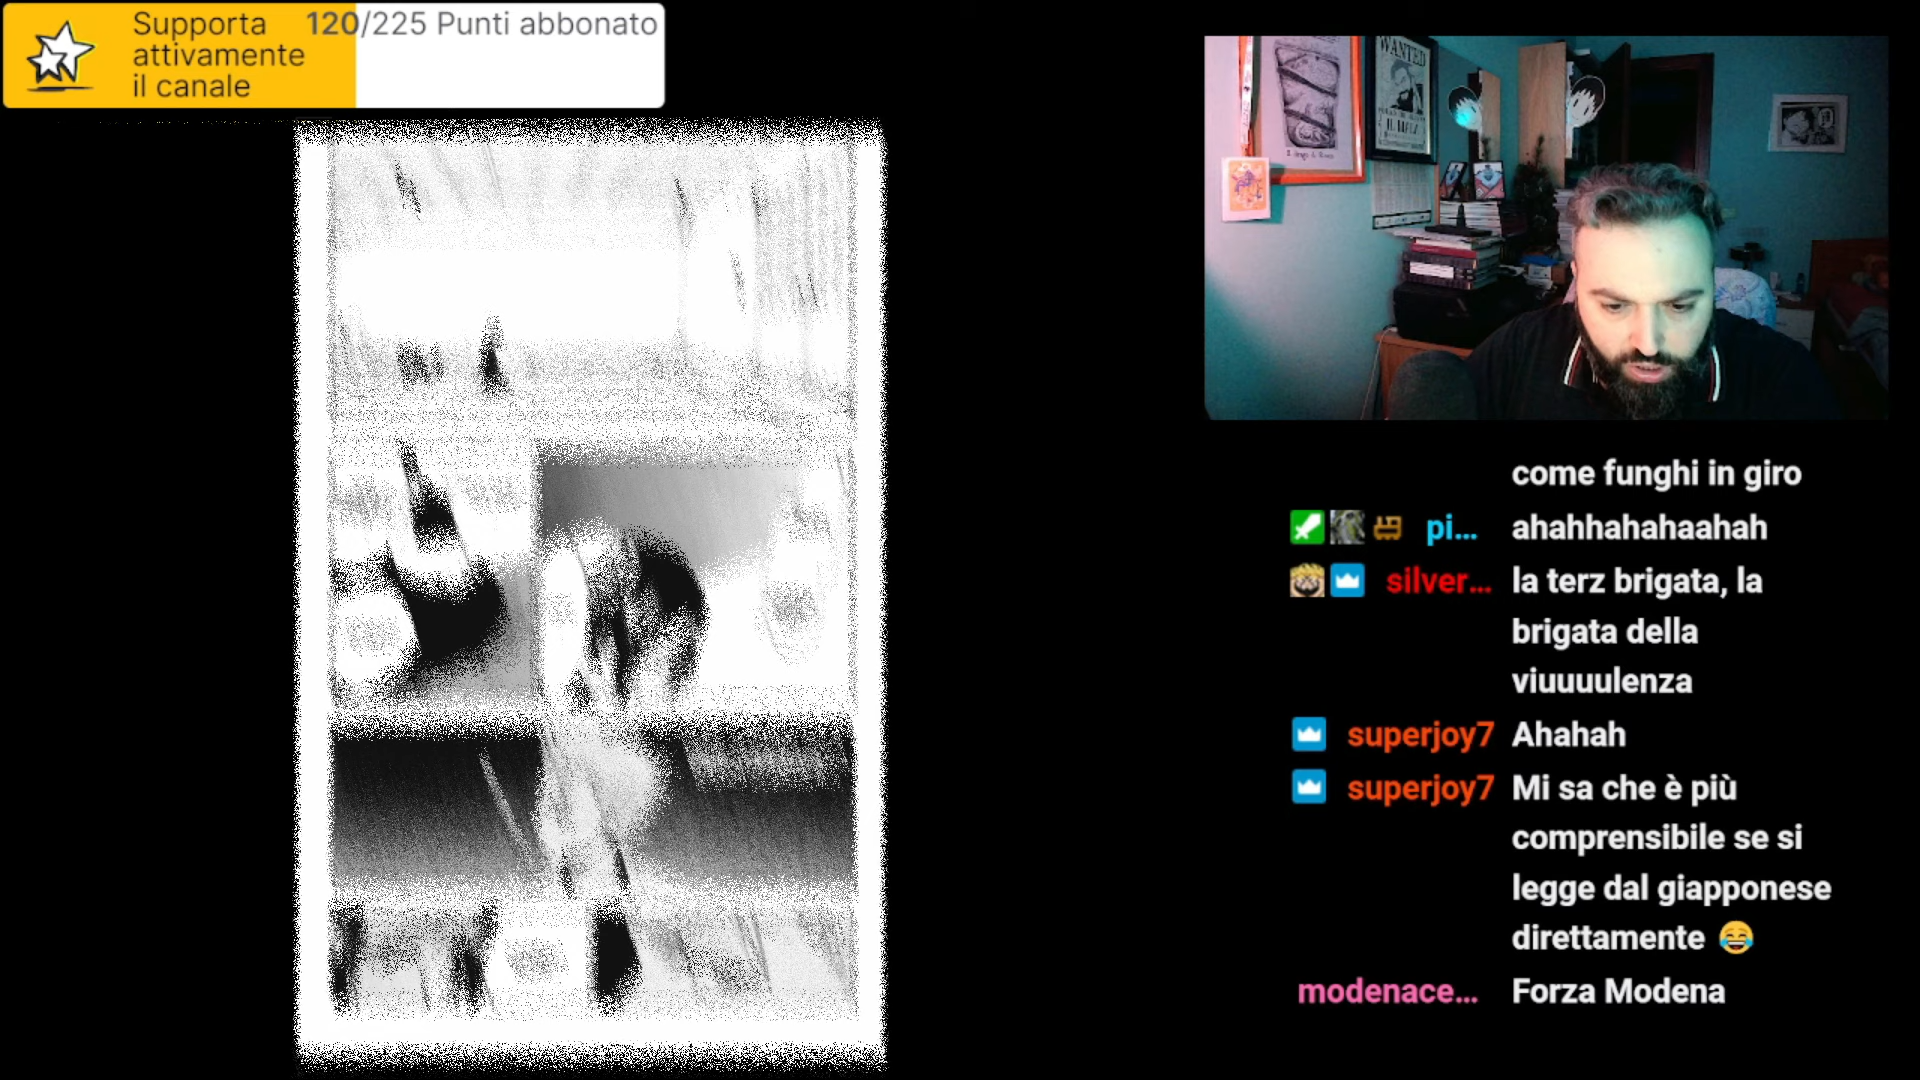 Supporta
attivamente
il canale
120/225 Punti abbonato
WANTED
come funghi in giro
pi... ahahhahahaahah
silver... la terz brigata, la
brigata della
viuuuulenza
superjoy7 Ahahah
superjoy7 Mi sa che è più
comprensibile se si
legge dal giapponese
direttamente 😂
modenace... Forza Modena